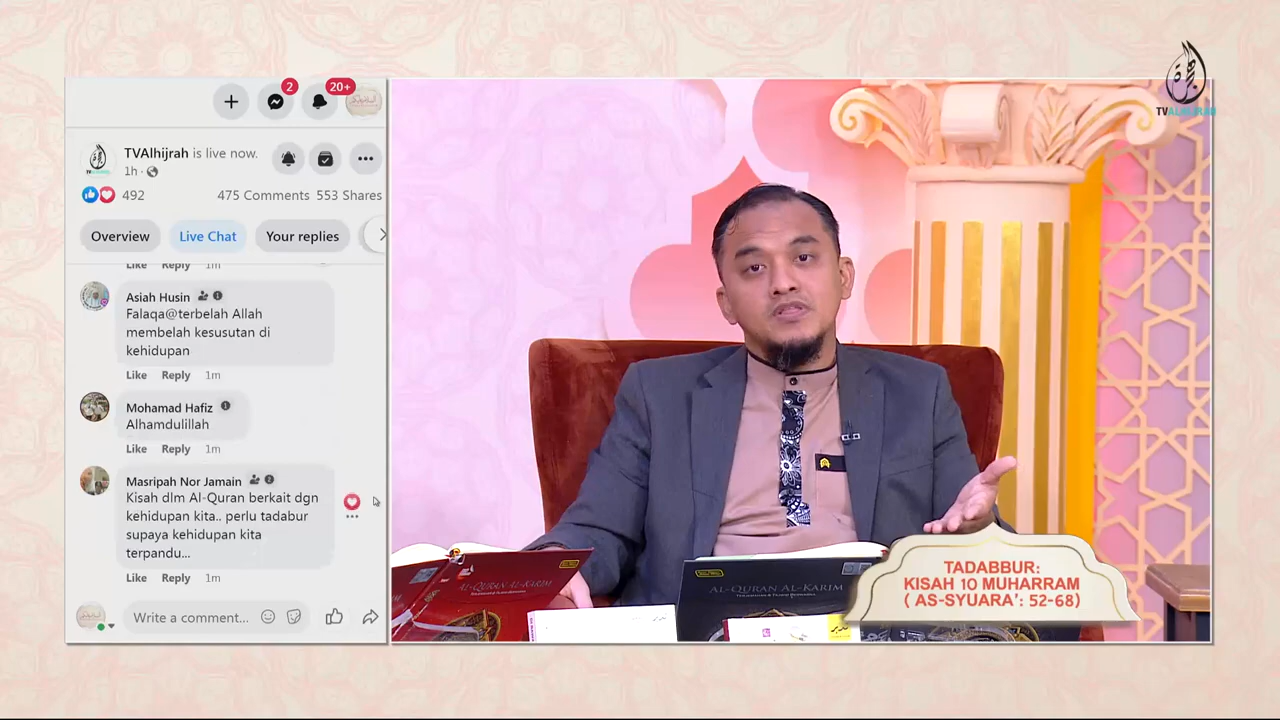 2
20+
TVAlhijrah is live now.
1h ·
492 475 Comments 553 Shares
Overview Live Chat Your replies
Like Reply 1m
Asiah Husin
Falaqa@terbelah Allah
membelah kesusutan di
kehidupan
Like Reply 1m
Mohamad Hafiz
Alhamdulillah
Like Reply 1m
Masripah Nor Jamain
Kisah dlm Al-Quran berkait dgn
kehidupan kita.. perlu tadabur
supaya kehidupan kita
terpandu...
Like Reply 1m
Write a comment...
TVALHIJRAH
AL-QURAN AL-KARIM
AL-QURAN AL-KARIM
TADABBUR:
KISAH 10 MUHARRAM
( AS-SYUARA': 52-68)